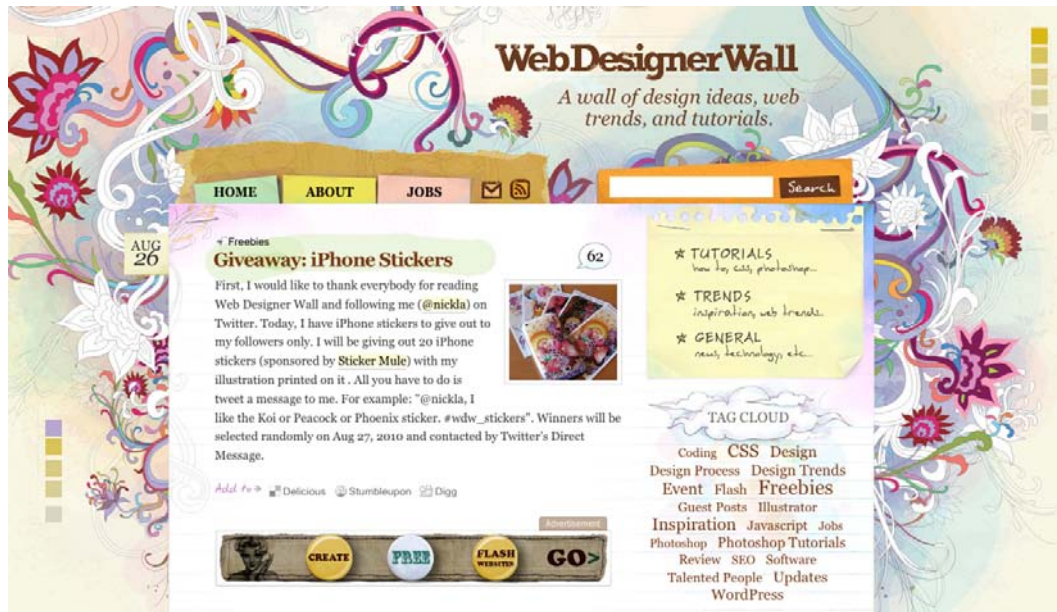 WebDesignerWall
A wall of design ideas, web
trends, and tutorials.
HOME
ABOUT
JOBS
Search
AUG
26
Freebies
Giveaway: iPhone Stickers
62
First, I would like to thank everybody for reading
Web Designer Wall and following me (@nickla) on
Twitter. Today, I have iPhone stickers to give out to
my followers only. I will be giving out 20 iPhone
stickers (sponsored by Sticker Mule) with my
illustration printed on it . All you have to do is
tweet a message to me. For example: "@nickla, I
like the Koi or Peacock or Phoenix sticker. #wdw_stickers". Winners will be
selected randomly on Aug 27, 2010 and contacted by Twitter's Direct
Message.
Add to
Delicious
Stumbleupon
Digg
Advertisement
CREATE
FREE
FLASH
WEBSITES
GO>
TUTORIALS
how to, css, photoshop...
TRENDS
inspiration, web trends...
GENERAL
news, technology, etc...
TAG CLOUD
Coding CSS Design
Design Process Design Trends
Event Flash Freebies
Guest Posts Illustrator
Inspiration Javascript Jobs
Photoshop Photoshop Tutorials
Review SEO Software
Talented People Updates
WordPress